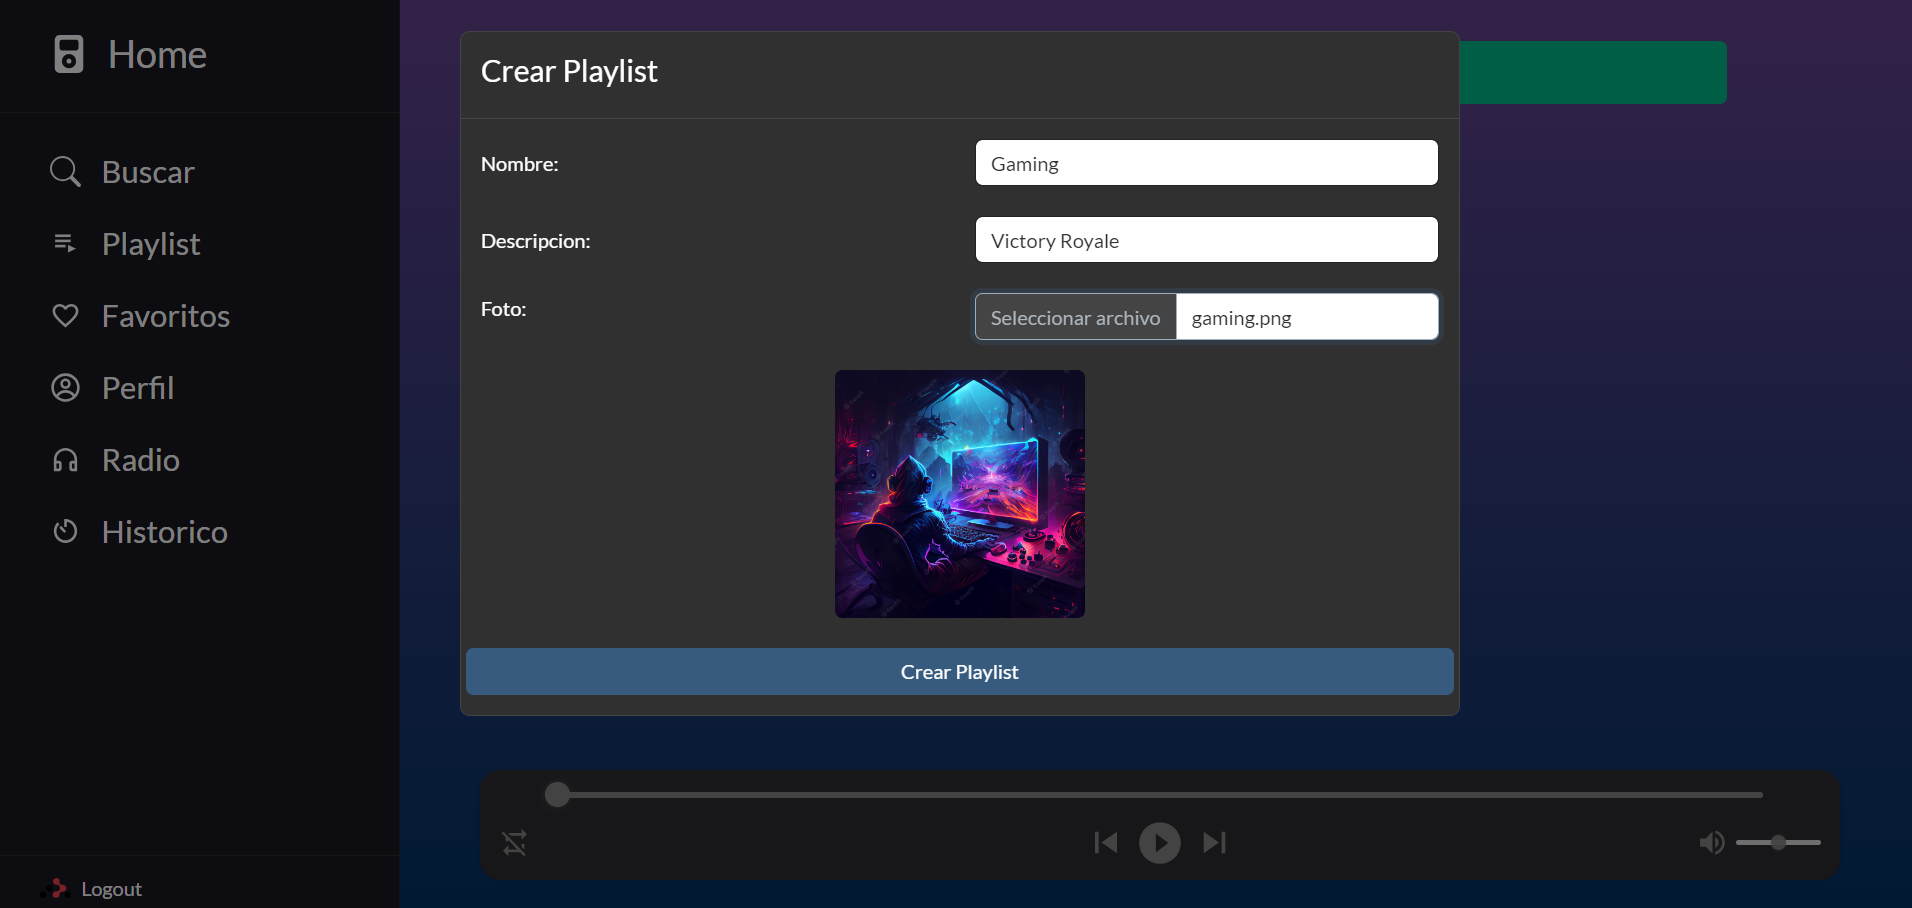 Home
Buscar
Playlist
Favoritos
Perfil
Radio
Historico
Logout
Crear Playlist
Nombre:
Gaming
Descripcion:
Victory Royale
Foto:
Seleccionar archivo
gaming.png
Crear Playlist